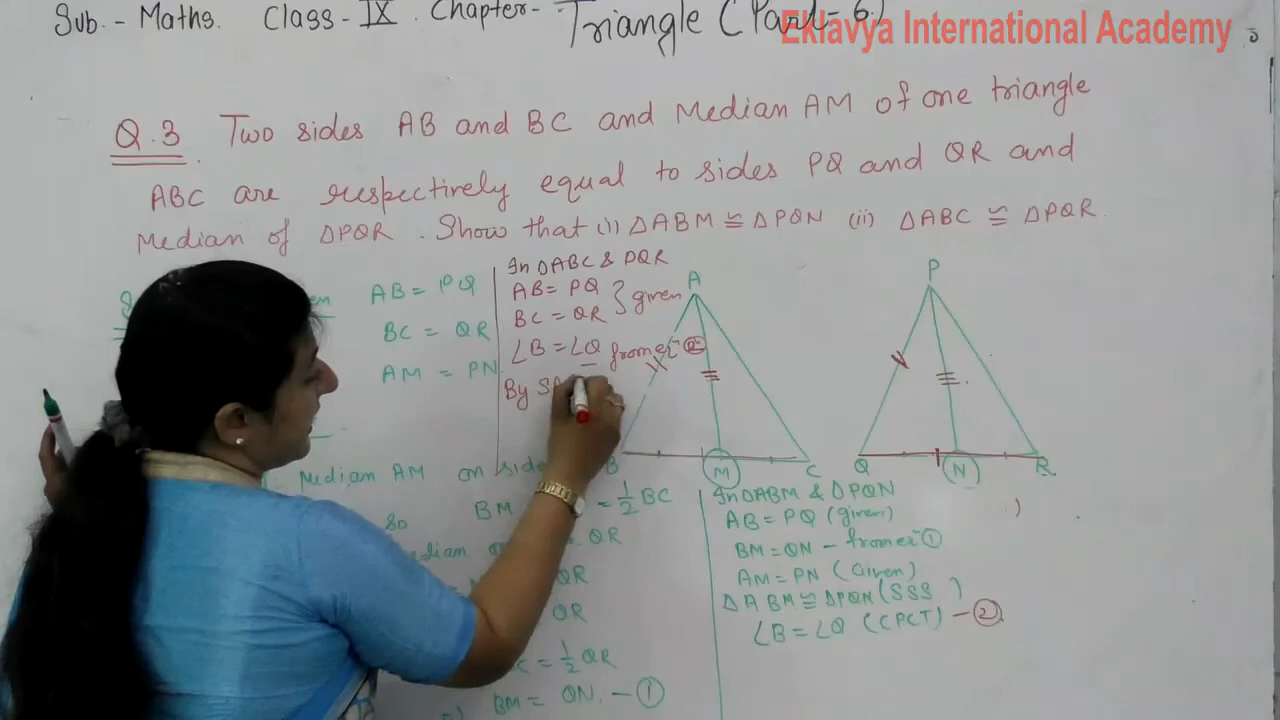 Sub. - Maths. Class - IX . Chapter - Triangle ( Part - 6.)
Eklavya International Academy
Q.3. Two sides AB and BC and Median AM of one triangle
ABC are respectively equal to sides PQ and QR and
Median of ΔPQR . Show that (i) ΔABM ≅ ΔPQN (ii) ΔABC ≅ ΔPQR.
AB = PQ
BC = QR
AM = PN
Median AM on side
So BM = 1/2 BC
QR
QR
QR
= 1/2 QR
BM = QN. - ①
In ΔABC & PQR
AB = PQ
BC = QR } given
∠B = ∠Q from eqn ②
By
A
B
M
C
P
Q
N
R
In ΔABM & ΔPQN
AB = PQ (given)
BM = QN - from eqn ①
AM = PN (Given)
ΔABM ≅ ΔPQN (SSS )
∠B = ∠Q (CPCT) - ②